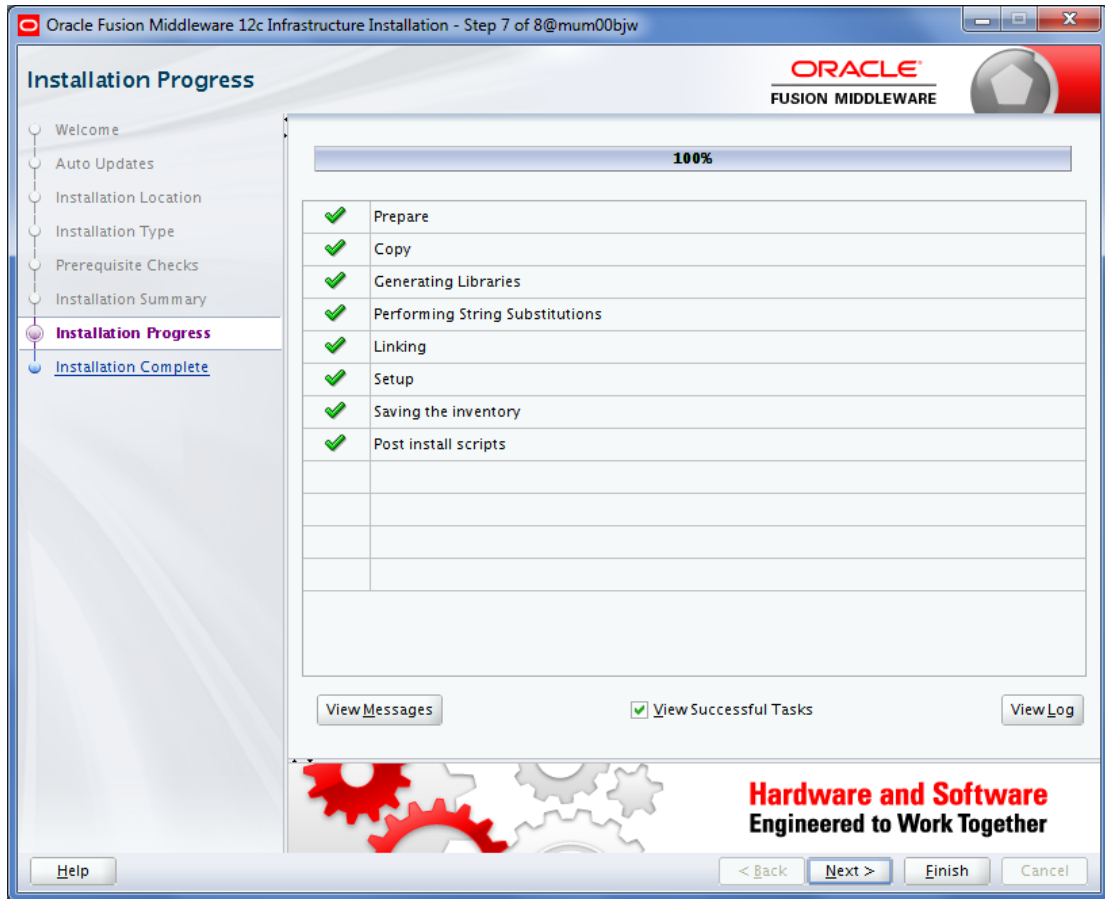 Oracle Fusion Middleware 12c Infrastructure Installation - Step 7 of 8@mum00bjw
Installation Progress
ORACLE
FUSION MIDDLEWARE
Welcome
Auto Updates
Installation Location
Installation Type
Prerequisite Checks
Installation Summary
Installation Progress
Installation Complete
100%
Prepare
Copy
Generating Libraries
Performing String Substitutions
Linking
Setup
Saving the inventory
Post install scripts
View Messages
View Successful Tasks
View Log
Hardware and Software
Engineered to Work Together
Help
< Back
Next >
Finish
Cancel